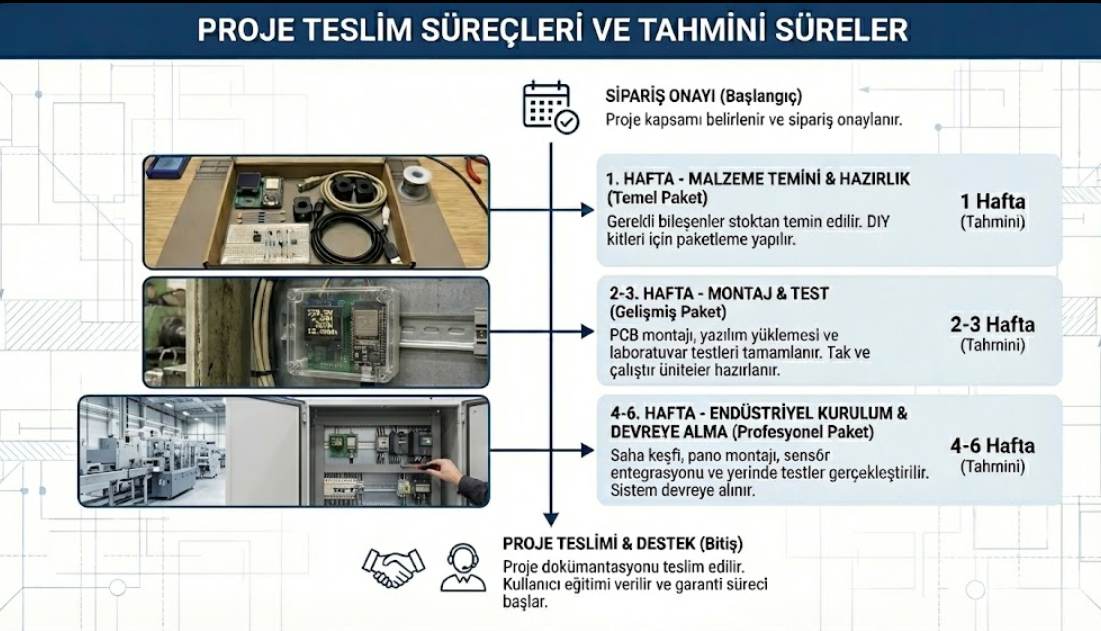 PROJE TESLİM SÜREÇLERİ VE TAHMİNİ SÜRELER
SİPARİŞ ONAYI (Başlangıç)
Proje kapsamı belirlenir ve sipariş onaylanır.
1. HAFTA - MALZEME TEMİNİ & HAZIRLIK
(Temel Paket)
Gerekli bileşenler stoktan temin edilir. DIY
kitleri için paketleme yapılır.
1 Hafta
(Tahmini)
2-3. HAFTA - MONTAJ & TEST
(Gelişmiş Paket)
PCB montajı, yazılım yüklemesi ve
laboratuvar testleri tamamlanır. Tak ve
çalıştır üniteier hazırlanır.
2-3 Hafta
(Tahmini)
4-6. HAFTA - ENDÜSTRİYEL KURULUM &
DEVREYE ALMA (Profesyonel Paket)
Saha keşfi, pano montajı, sensör
entegrasyonu ve yerinde testler gerçekleştirilir.
Sistem devreye alınır.
4-6 Hafta
(Tahmini)
PROJE TESLİMİ & DESTEK (Bitiş)
Proje dokümantasyonu teslim edilir.
Kullanıcı eğitimi verilir ve garanti süreci
başlar.